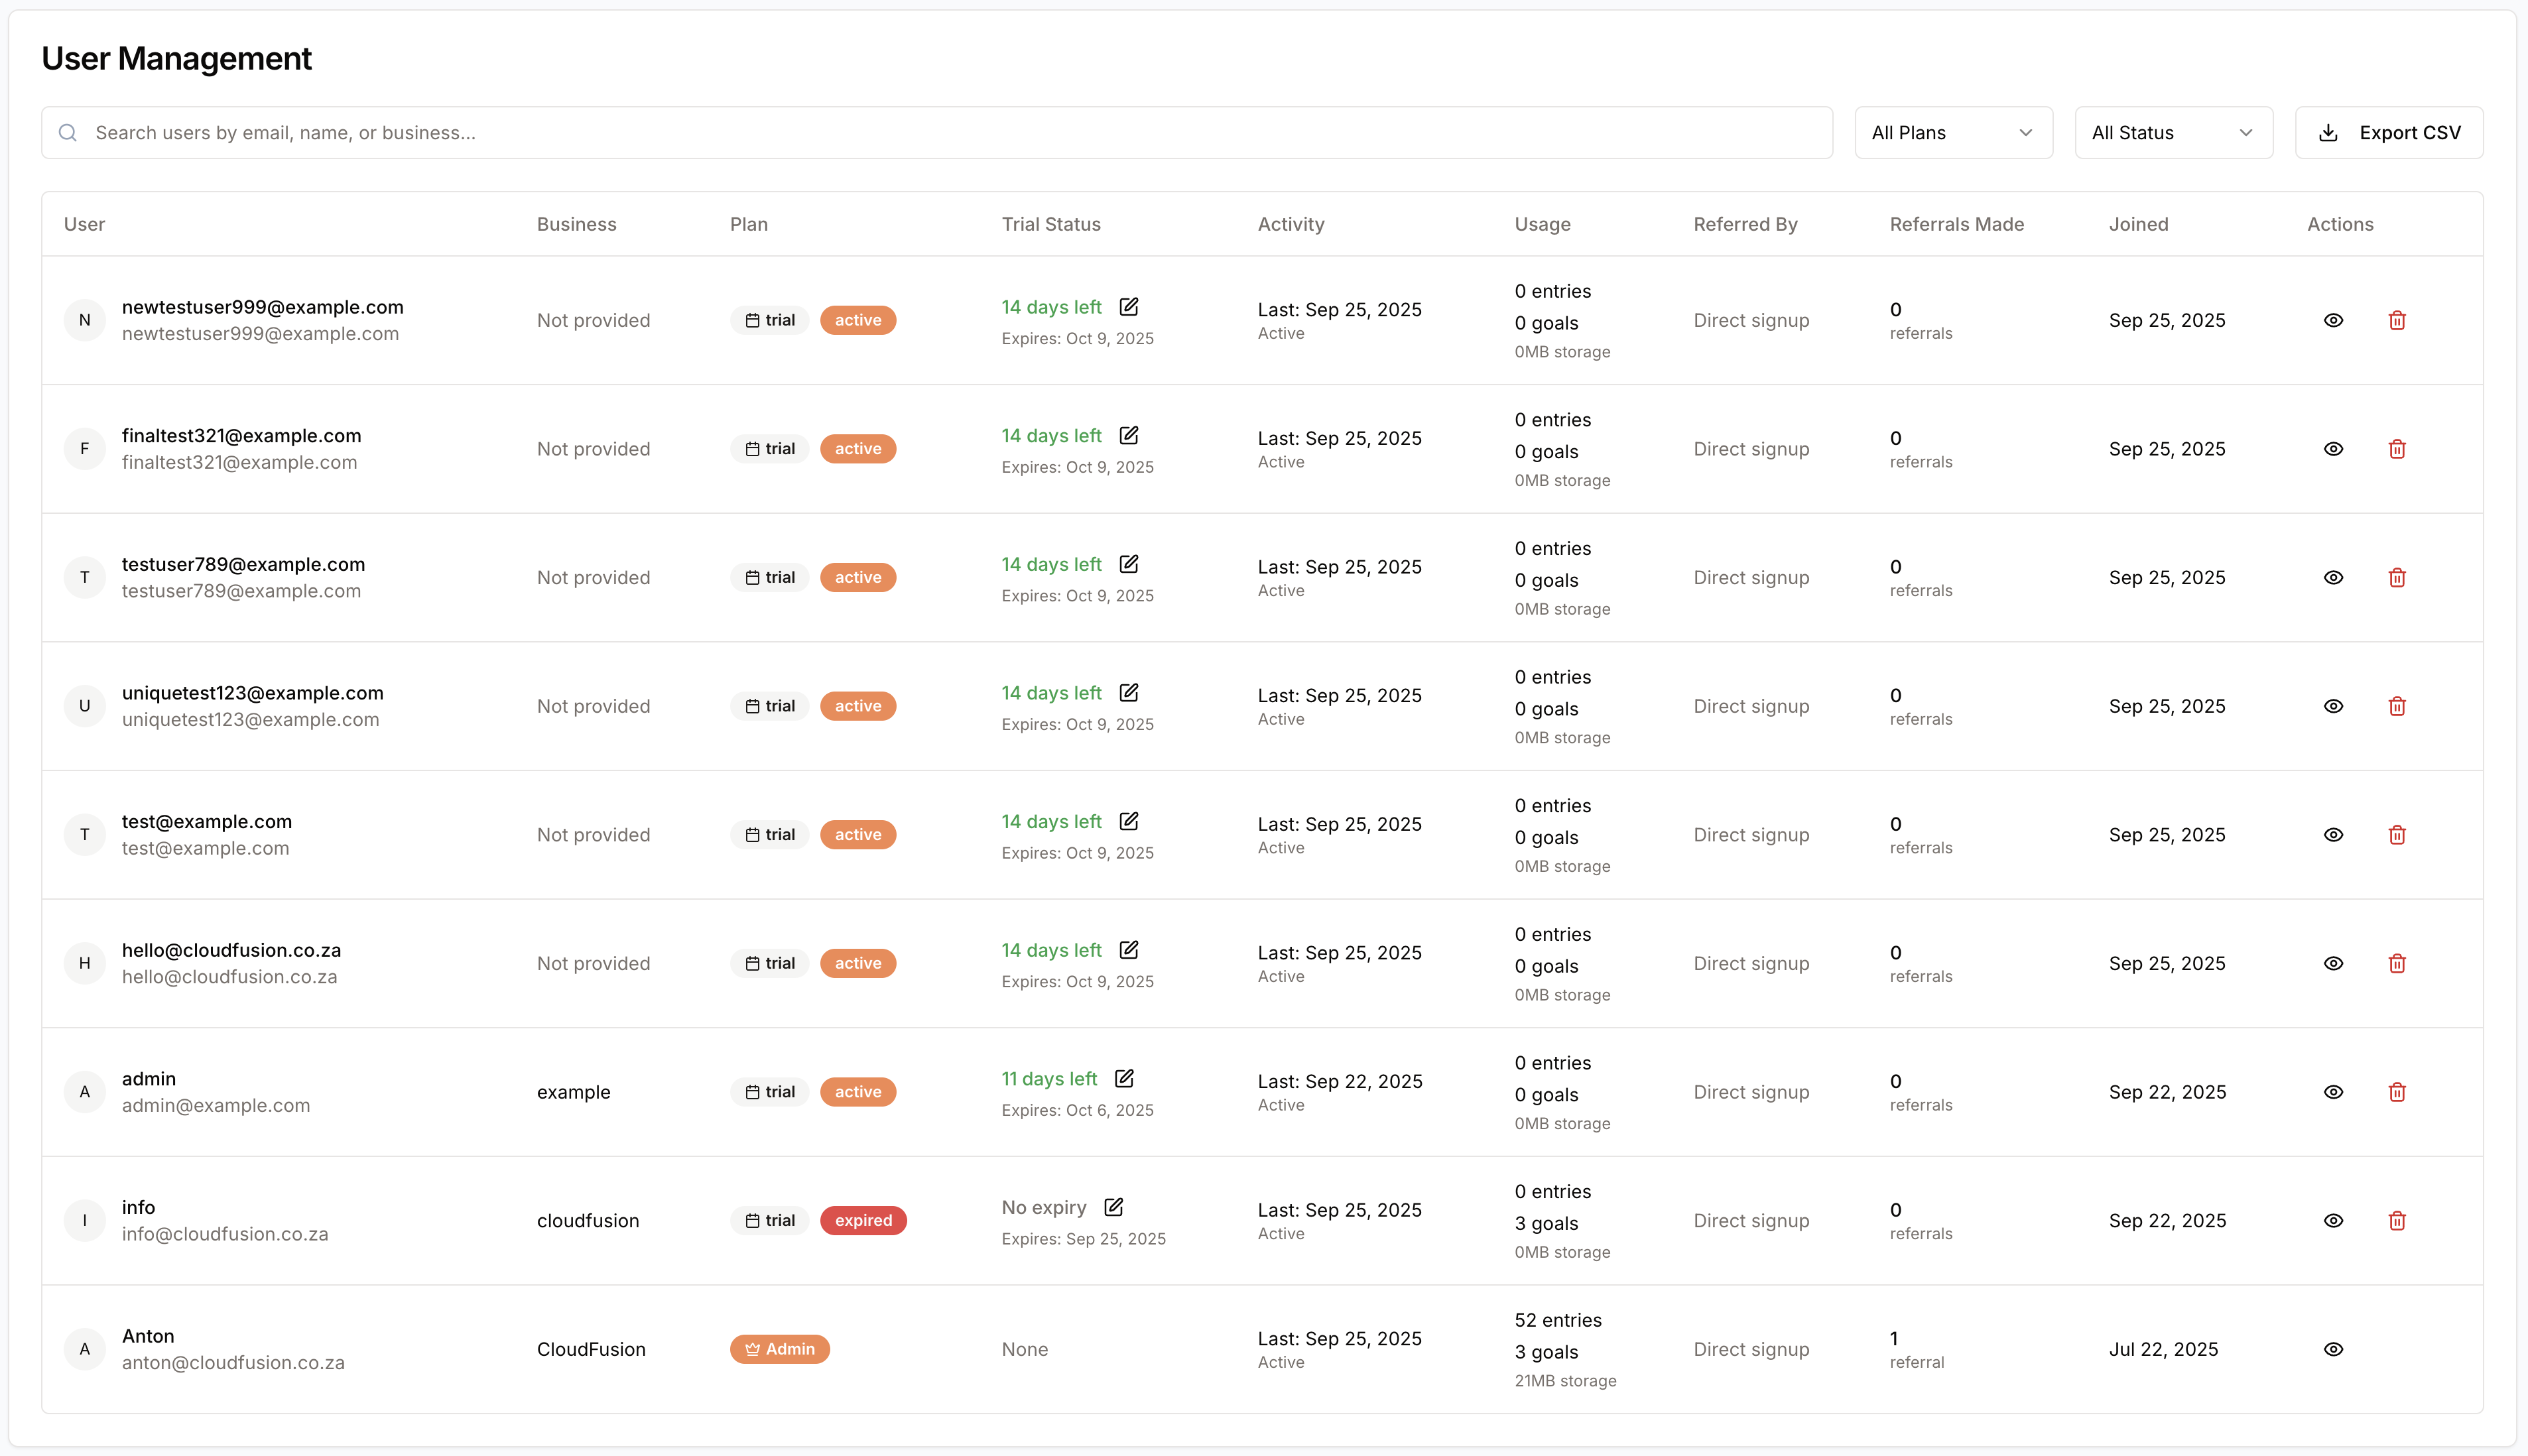 User Management
Search users by email, name, or business...
All Plans
All Status
Export CSV
User Business Plan Trial Status Activity Usage Referred By Referrals Made Joined Actions
N
newtestuser999@example.com
newtestuser999@example.com
Not provided
trial active
14 days left
Expires: Oct 9, 2025
Last: Sep 25, 2025
Active
0 entries
0 goals
0MB storage
Direct signup
0
referrals
Sep 25, 2025
F
finaltest321@example.com
finaltest321@example.com
Not provided
trial active
14 days left
Expires: Oct 9, 2025
Last: Sep 25, 2025
Active
0 entries
0 goals
0MB storage
Direct signup
0
referrals
Sep 25, 2025
T
testuser789@example.com
testuser789@example.com
Not provided
trial active
14 days left
Expires: Oct 9, 2025
Last: Sep 25, 2025
Active
0 entries
0 goals
0MB storage
Direct signup
0
referrals
Sep 25, 2025
U
uniquetest123@example.com
uniquetest123@example.com
Not provided
trial active
14 days left
Expires: Oct 9, 2025
Last: Sep 25, 2025
Active
0 entries
0 goals
0MB storage
Direct signup
0
referrals
Sep 25, 2025
T
test@example.com
test@example.com
Not provided
trial active
14 days left
Expires: Oct 9, 2025
Last: Sep 25, 2025
Active
0 entries
0 goals
0MB storage
Direct signup
0
referrals
Sep 25, 2025
H
hello@cloudfusion.co.za
hello@cloudfusion.co.za
Not provided
trial active
14 days left
Expires: Oct 9, 2025
Last: Sep 25, 2025
Active
0 entries
0 goals
0MB storage
Direct signup
0
referrals
Sep 25, 2025
A
admin
admin@example.com
example
trial active
11 days left
Expires: Oct 6, 2025
Last: Sep 22, 2025
Active
0 entries
0 goals
0MB storage
Direct signup
0
referrals
Sep 22, 2025
I
info
info@cloudfusion.co.za
cloudfusion
trial expired
No expiry
Expires: Sep 25, 2025
Last: Sep 25, 2025
Active
0 entries
3 goals
0MB storage
Direct signup
0
referrals
Sep 22, 2025
A
Anton
anton@cloudfusion.co.za
CloudFusion
Admin
None
Last: Sep 25, 2025
Active
52 entries
3 goals
21MB storage
Direct signup
1
referral
Jul 22, 2025